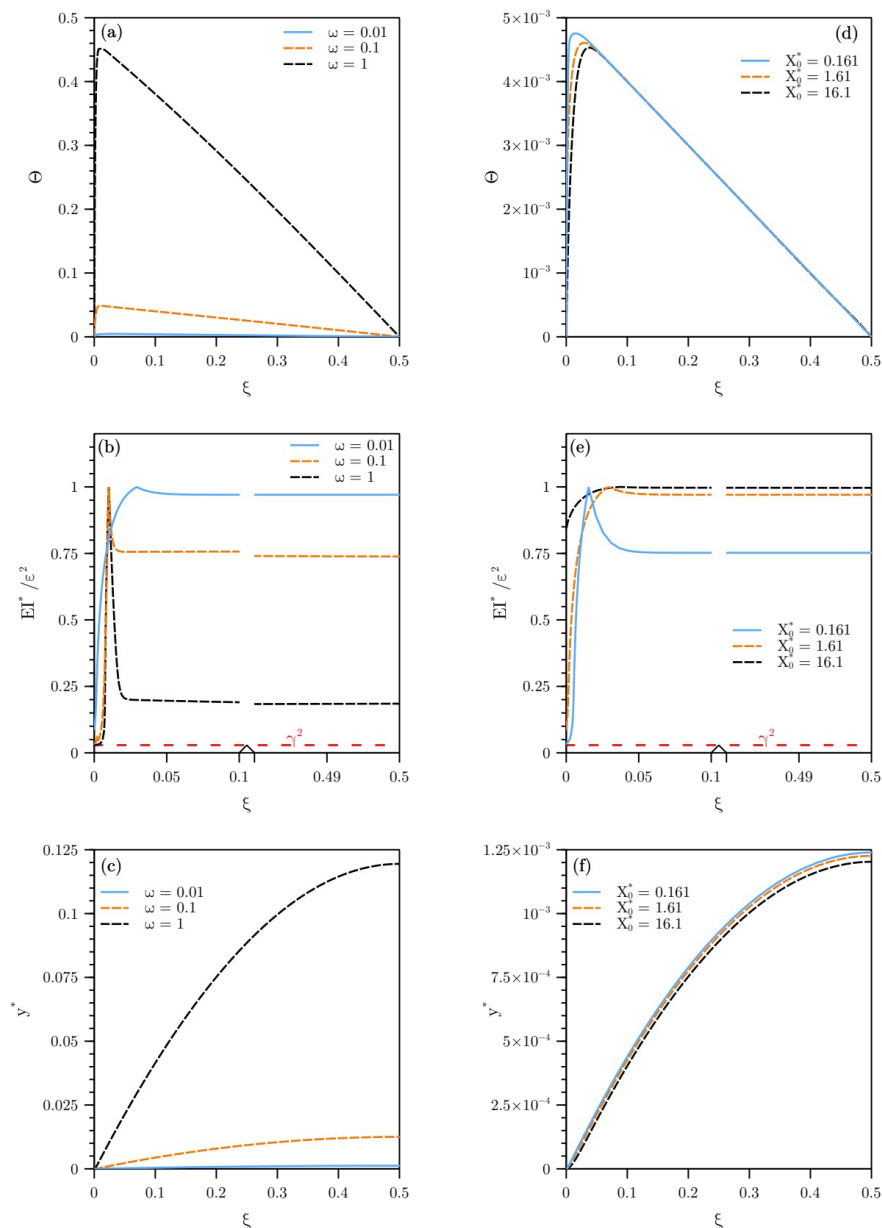 (a)
ε = 0.01
ε = 0.1
ε = 1
0.5
0.4
0.3
0.2
0.1
0
Θ
0 0.1 0.2 0.3 0.4 0.5
ξ
(d)
X₀* = 0.161
X₀* = 1.61
X₀* = 16.1
5×10⁻³
4×10⁻³
3×10⁻³
2×10⁻³
10⁻³
0
Θ
0 0.1 0.2 0.3 0.4 0.5
ξ
(b)
ε = 0.01
ε = 0.1
ε = 1
1
0.75
0.5
0.25
0
EI* /ε²
γ²
0 0.05 0.1 0.49 0.5
ξ
(e)
1
0.75
0.5
0.25
0
EI* /ε²
X₀* = 0.161
X₀* = 1.61
X₀* = 16.1
γ²
0 0.05 0.1 0.49 0.5
ξ
(c)
ε = 0.01
ε = 0.1
ε = 1
0.125
0.1
0.075
0.05
0.025
0
y*
0 0.1 0.2 0.3 0.4 0.5
ξ
(f)
X₀* = 0.161
X₀* = 1.61
X₀* = 16.1
1.25×10⁻³
10⁻³
7.5×10⁻⁴
5×10⁻⁴
2.5×10⁻⁴
0
y*
0 0.1 0.2 0.3 0.4 0.5
ξ